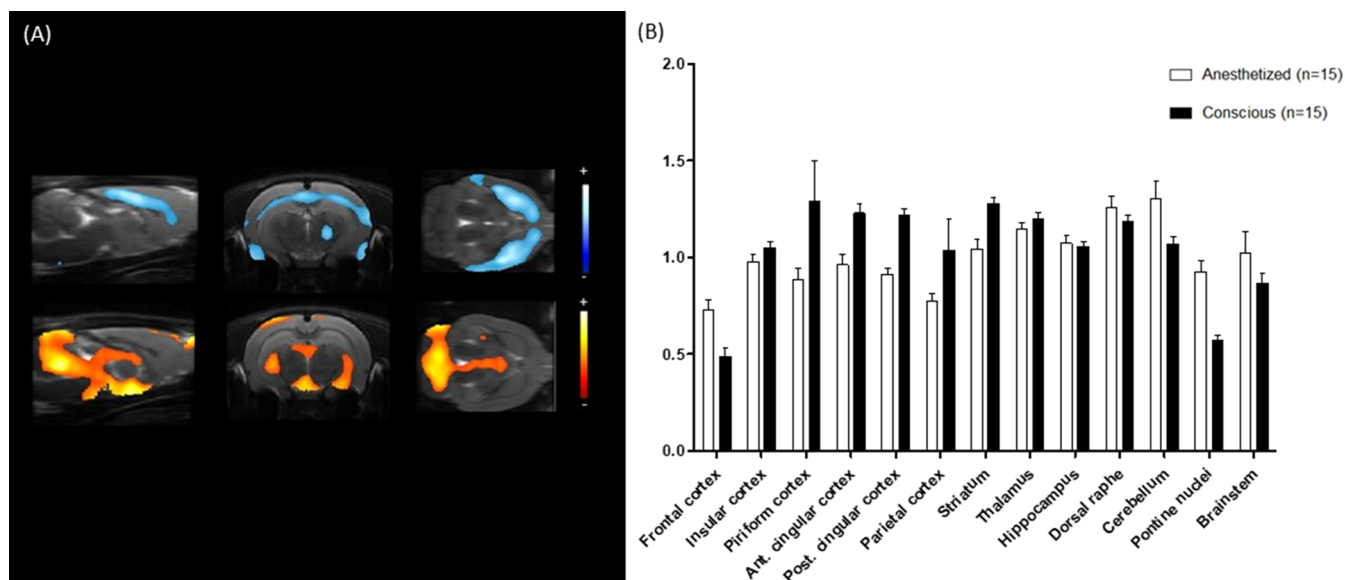 (A)
+
-
+
-
(B)
2.0
1.5
1.0
0.5
0.0
Anesthetized (n=15)
Conscious (n=15)
Frontal cortex
Insular cortex
Piriform cortex
Ant. cingular cortex
Post. cingular cortex
Parietal cortex
Striatum
Thalamus
Hippocampus
Dorsal raphe
Cerebellum
Pontine nuclei
Brainstem